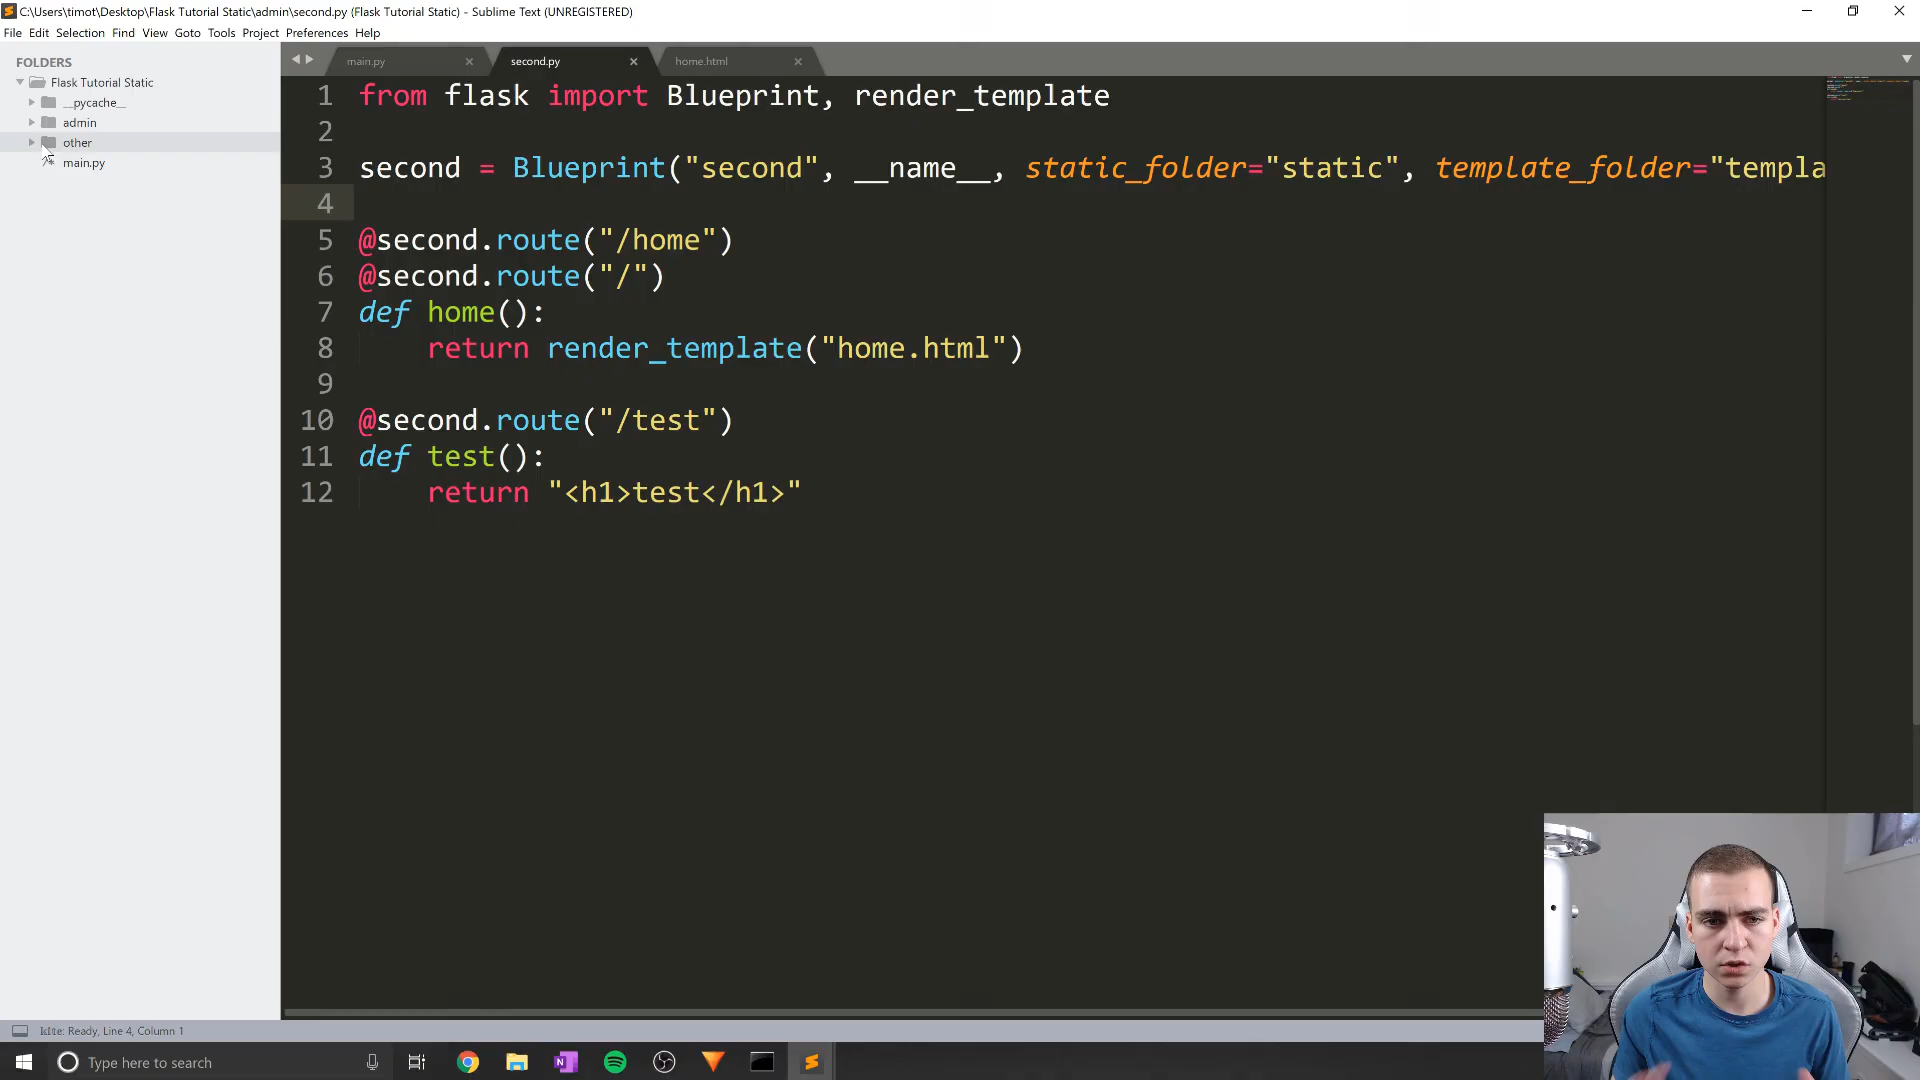 C:\Users\timot\Desktop\Flask Tutorial Static\admin\second.py (Flask Tutorial Static) - Sublime Text (UNREGISTERED)
File Edit Selection Find View Goto Tools Project Preferences Help
FOLDERS
Flask Tutorial Static
__pycache__
admin
other
main.py
main.py second.py home.html
1 from flask import Blueprint, render_template
2
3 second = Blueprint("second", __name__, static_folder="static", template_folder="templa
4
5 @second.route("/home")
6 @second.route("/")
7 def home():
8 return render_template("home.html")
9
10 @second.route("/test")
11 def test():
12 return "<h1>test</h1>"
kite: Ready, Line 4, Column 1
Type here to search